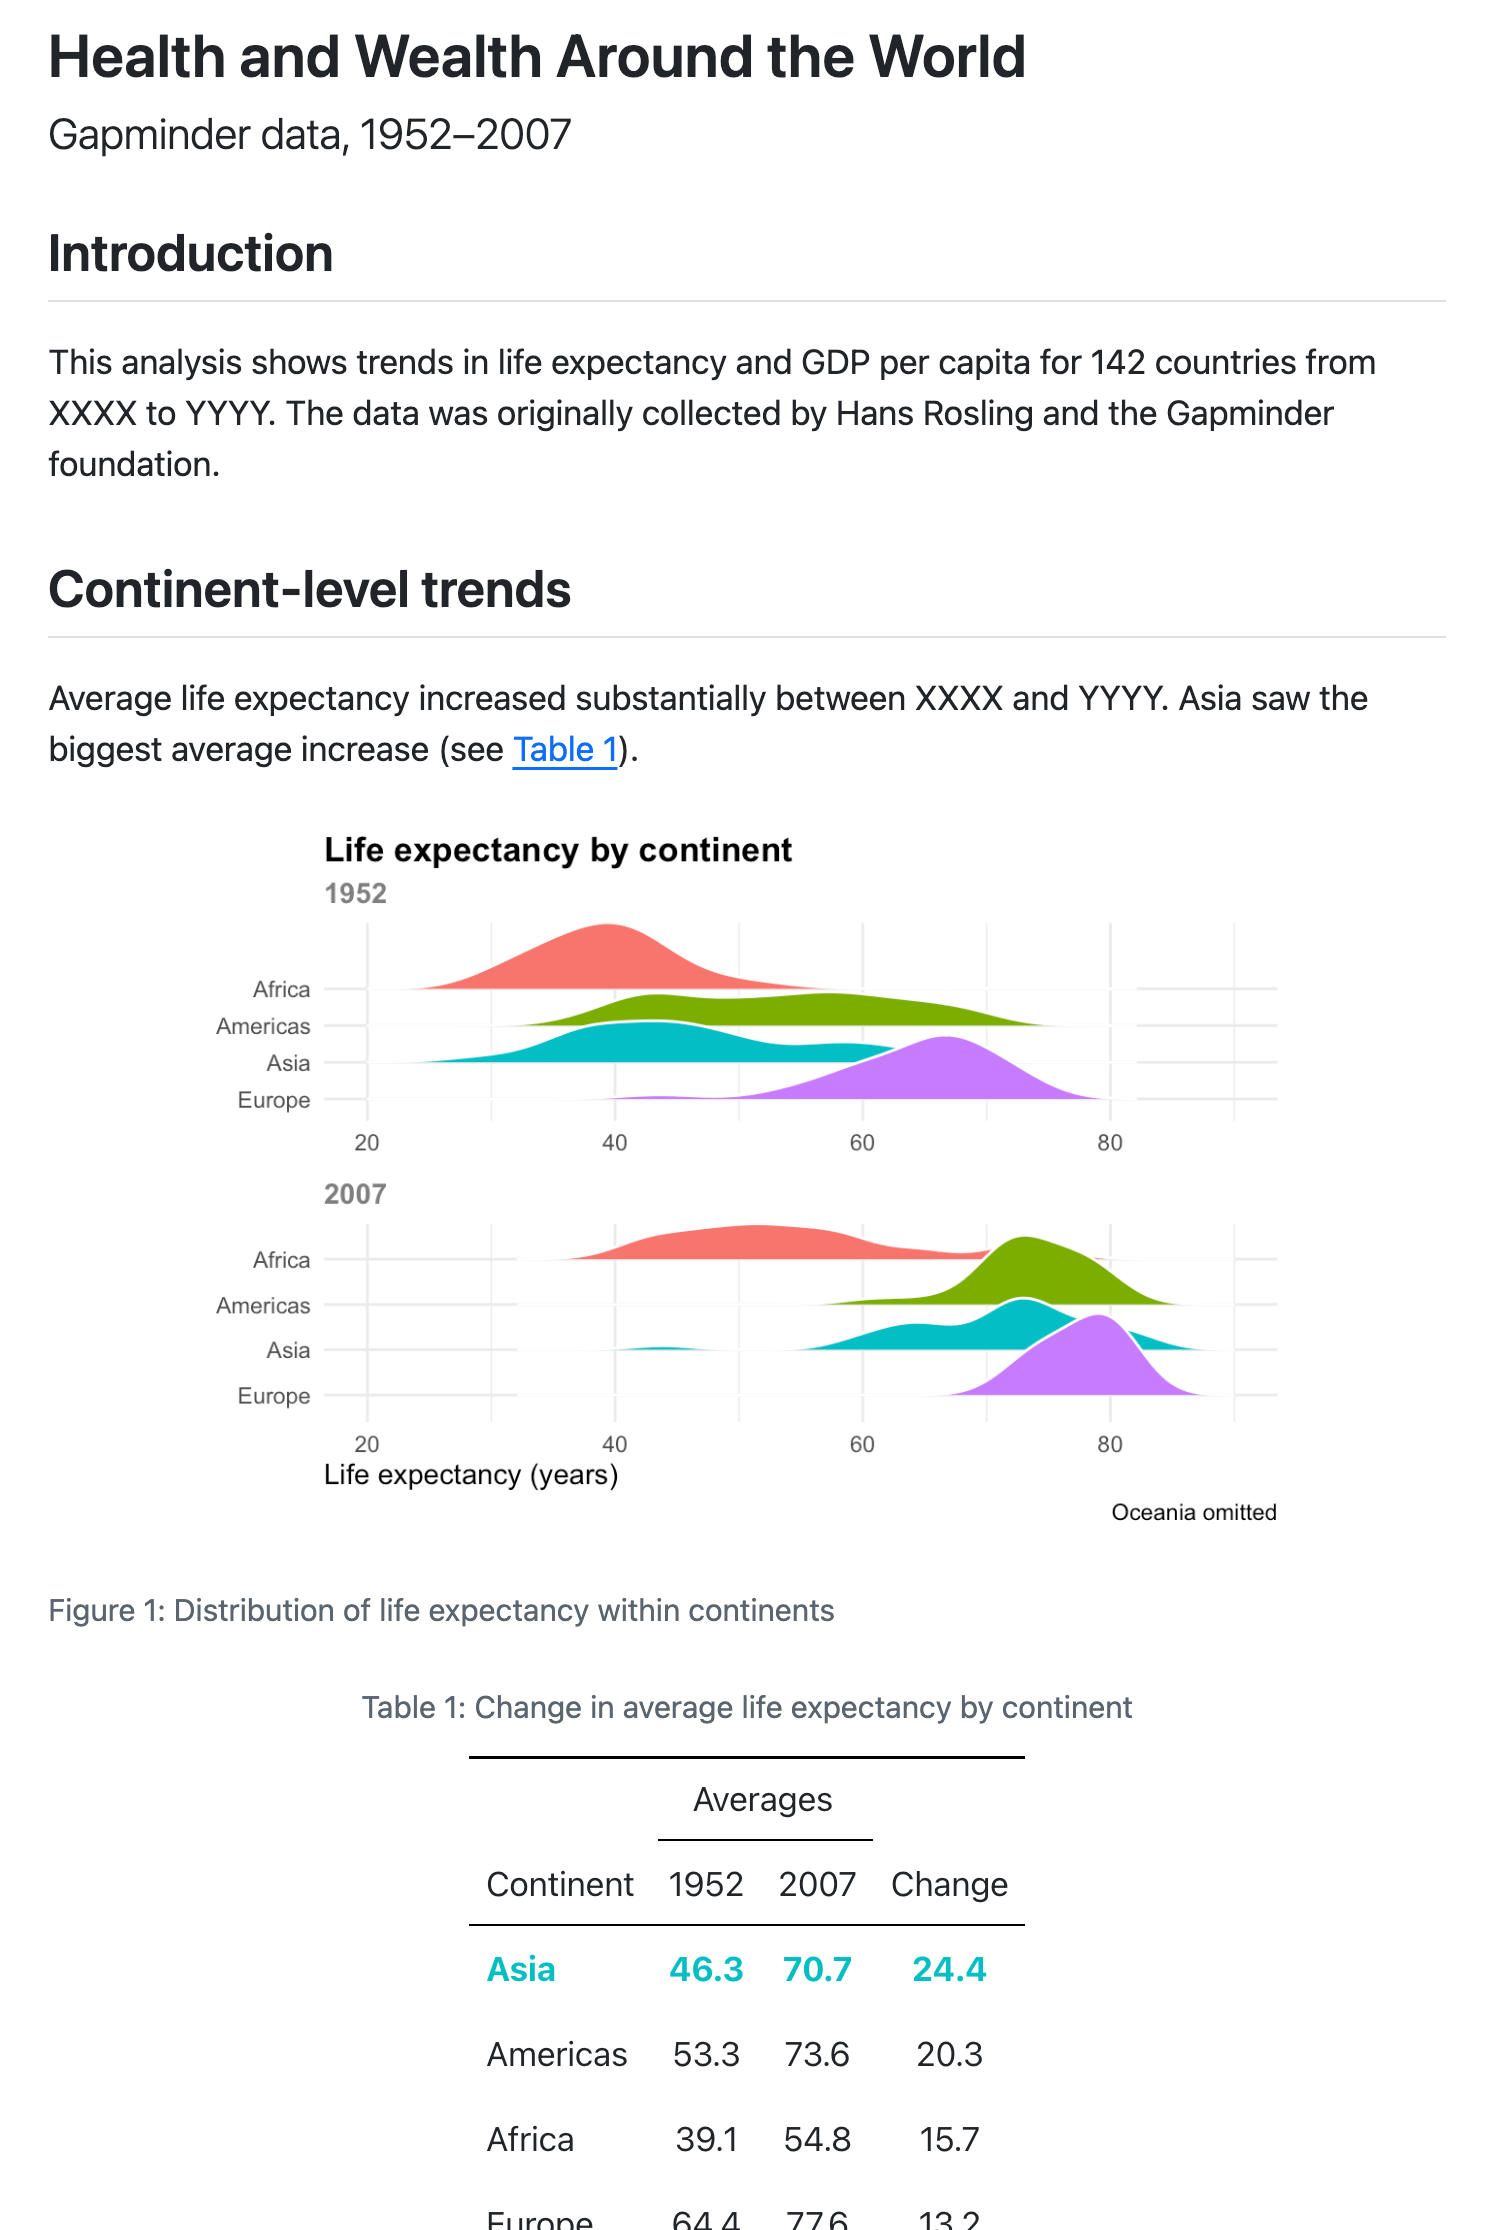 Health and Wealth Around the World
Gapminder data, 1952–2007
Introduction
This analysis shows trends in life expectancy and GDP per capita for 142 countries from
XXXX to YYYY. The data was originally collected by Hans Rosling and the Gapminder
foundation.
Continent-level trends
Average life expectancy increased substantially between XXXX and YYYY. Asia saw the
biggest average increase (see Table 1).
Life expectancy by continent
1952
Africa
Americas
Asia
Europe
20 40 60 80
2007
Africa
Americas
Asia
Europe
20 40 60 80
Life expectancy (years)
Oceania omitted
Figure 1: Distribution of life expectancy within continents
Table 1: Change in average life expectancy by continent
Averages
Continent 1952 2007 Change
Asia 46.3 70.7 24.4
Americas 53.3 73.6 20.3
Africa 39.1 54.8 15.7
Europe 64.4 77.6 13.2